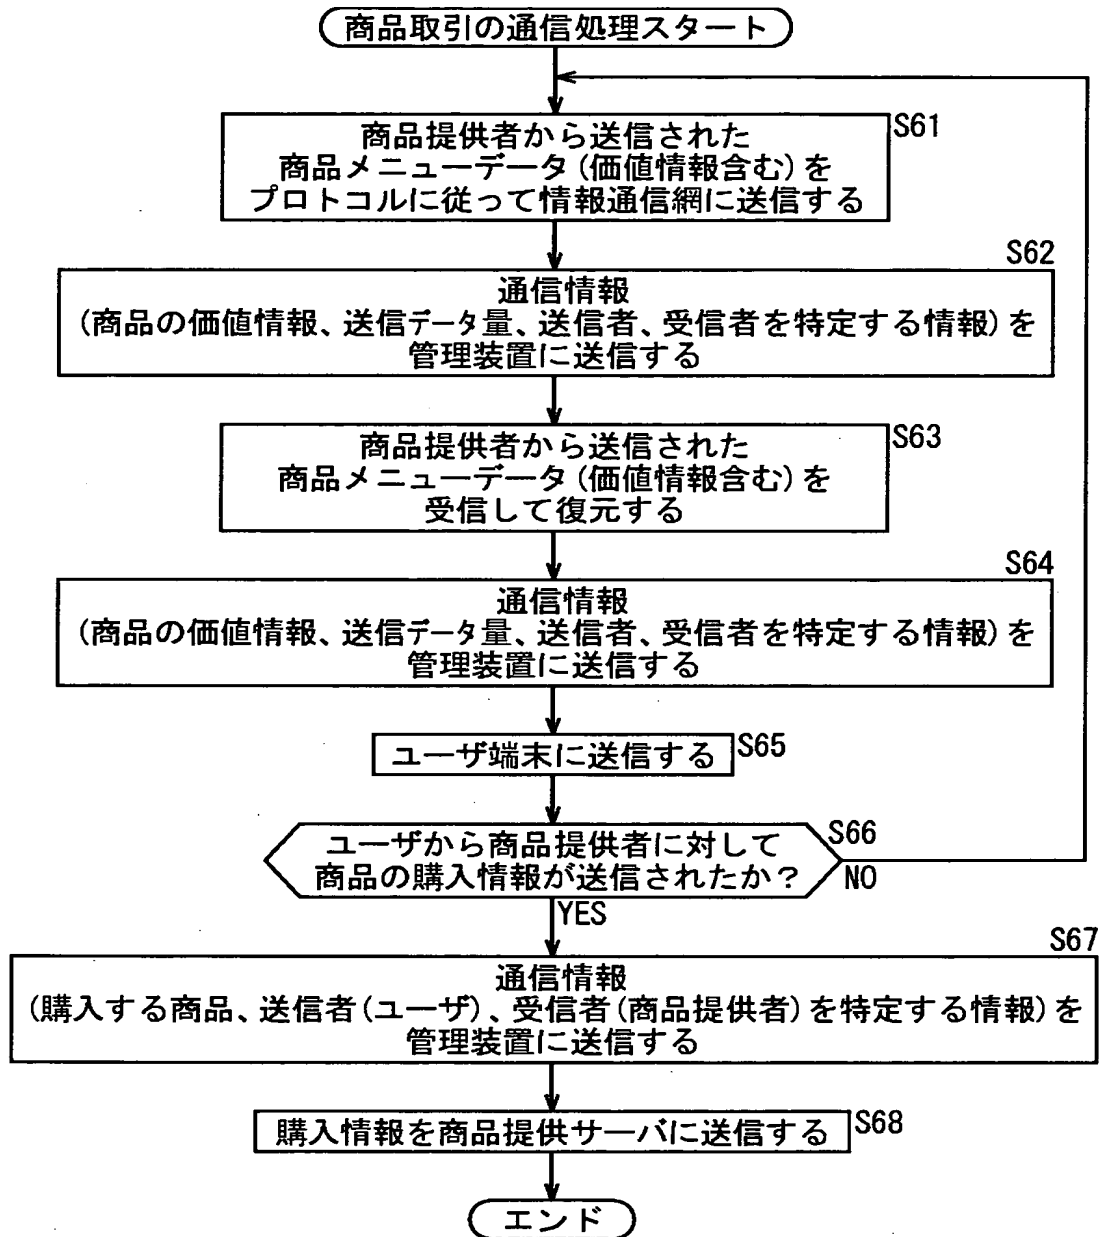 商品取引の通信処理スタート
S61
商品提供者から送信された
商品メニューデータ(価値情報含む)を
プロトコルに従って情報通信網に送信する
S62
通信情報
(商品の価値情報、送信データ量、送信者、受信者を特定する情報)を
管理装置に送信する
S63
商品提供者から送信された
商品メニューデータ(価値情報含む)を
受信して復元する
S64
通信情報
(商品の価値情報、送信データ量、送信者、受信者を特定する情報)を
管理装置に送信する
ユーザ端末に送信する S65
ユーザから商品提供者に対して S66
商品の購入情報が送信されたか？ NO
YES
S67
通信情報
(購入する商品、送信者(ユーザ)、受信者(商品提供者)を特定する情報)を
管理装置に送信する
購入情報を商品提供サーバに送信する S68
エンド